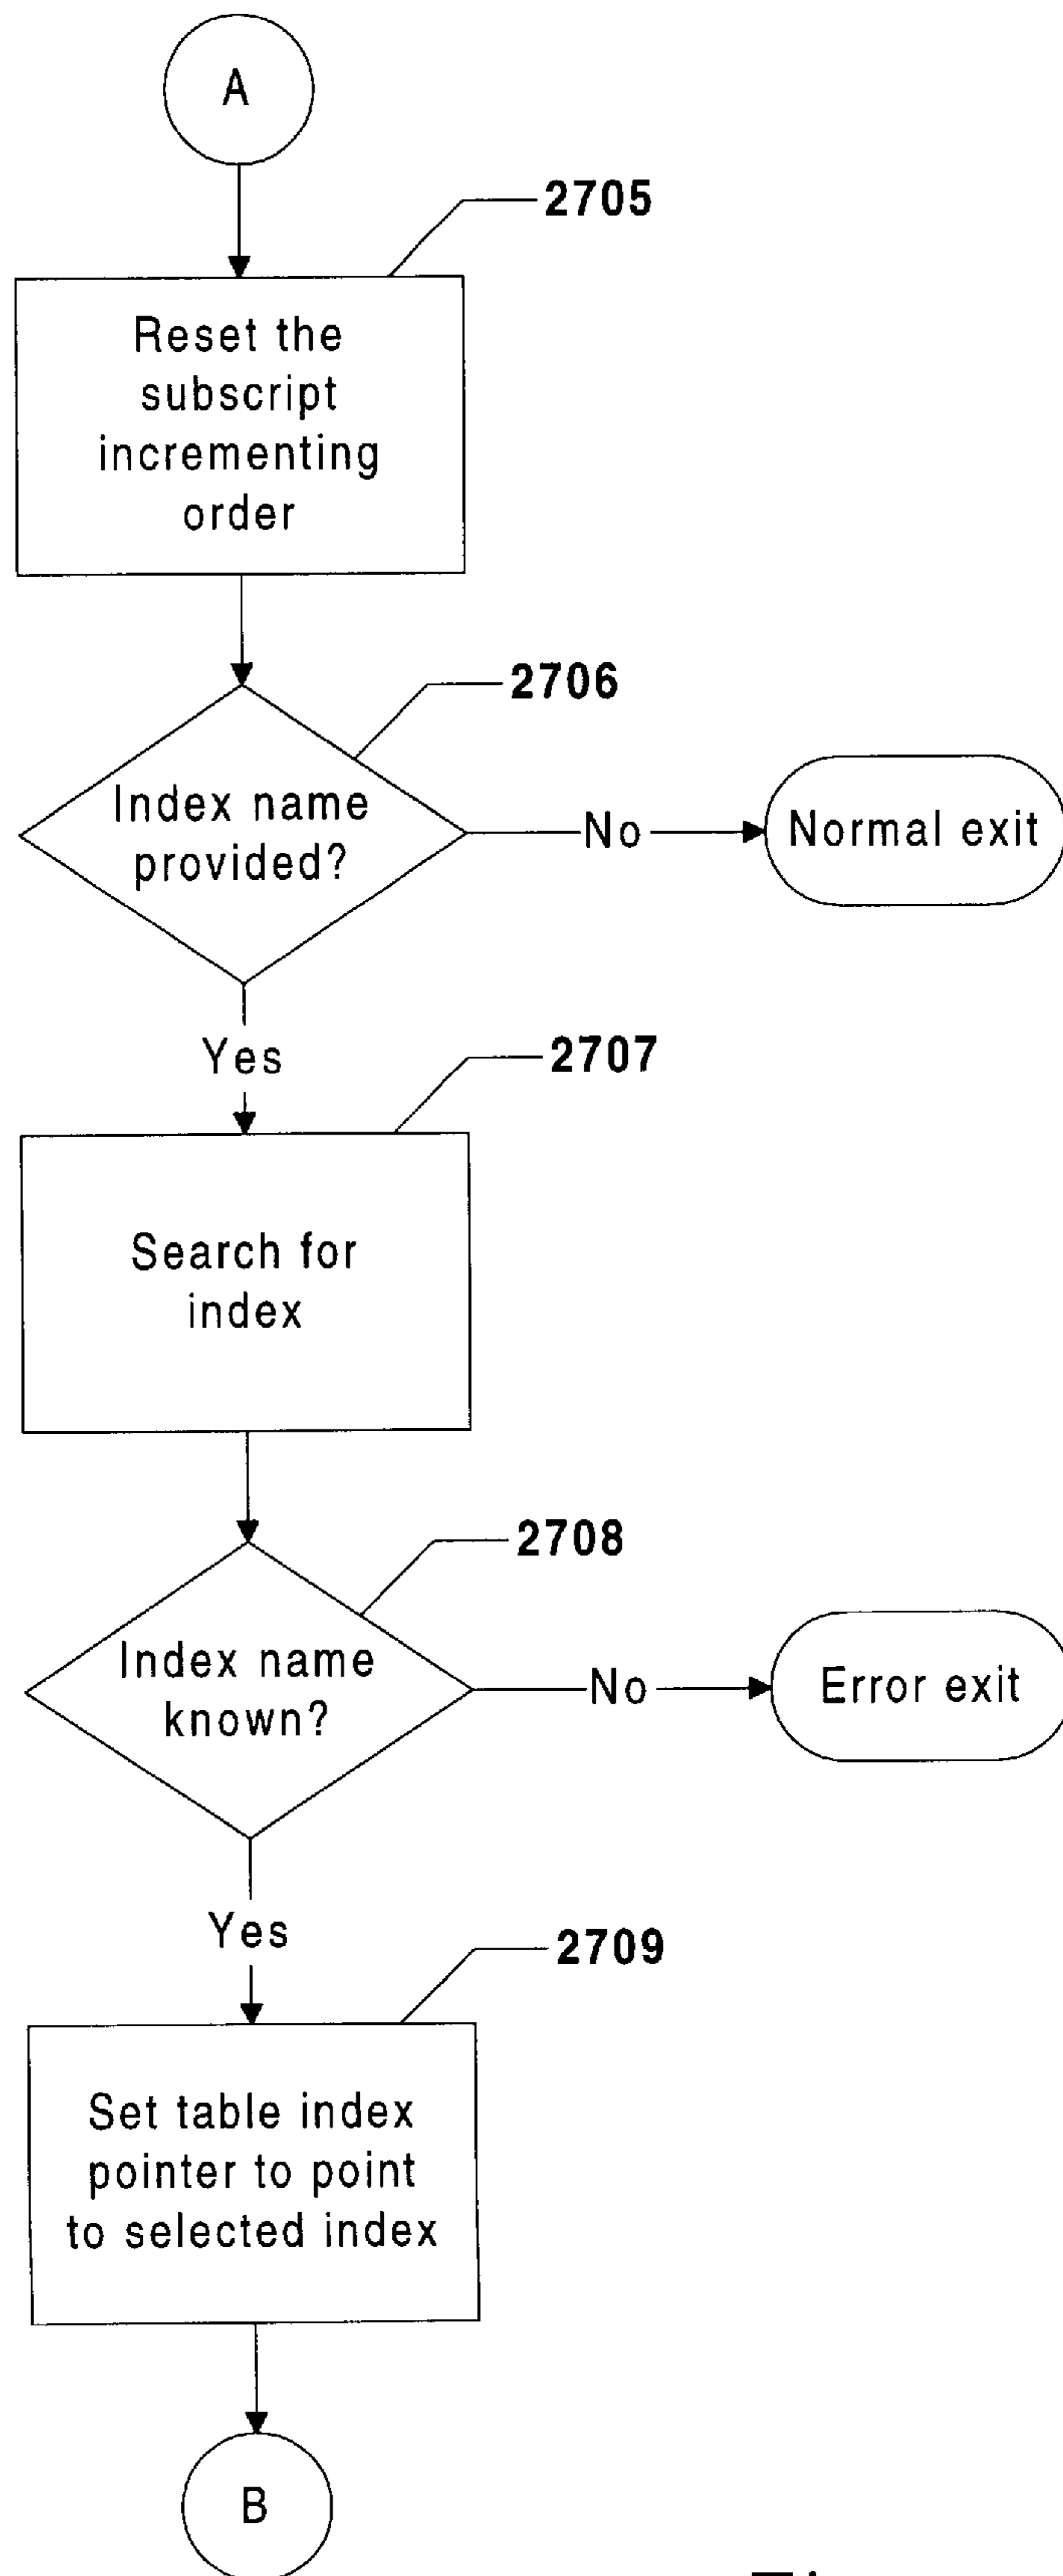 A
2705
Reset the
subscript
incrementing
order
2706
Index name
provided?
No
Normal exit
Yes
2707
Search for
index
2708
Index name
known?
No
Error exit
Yes
2709
Set table index
pointer to point
to selected index
B